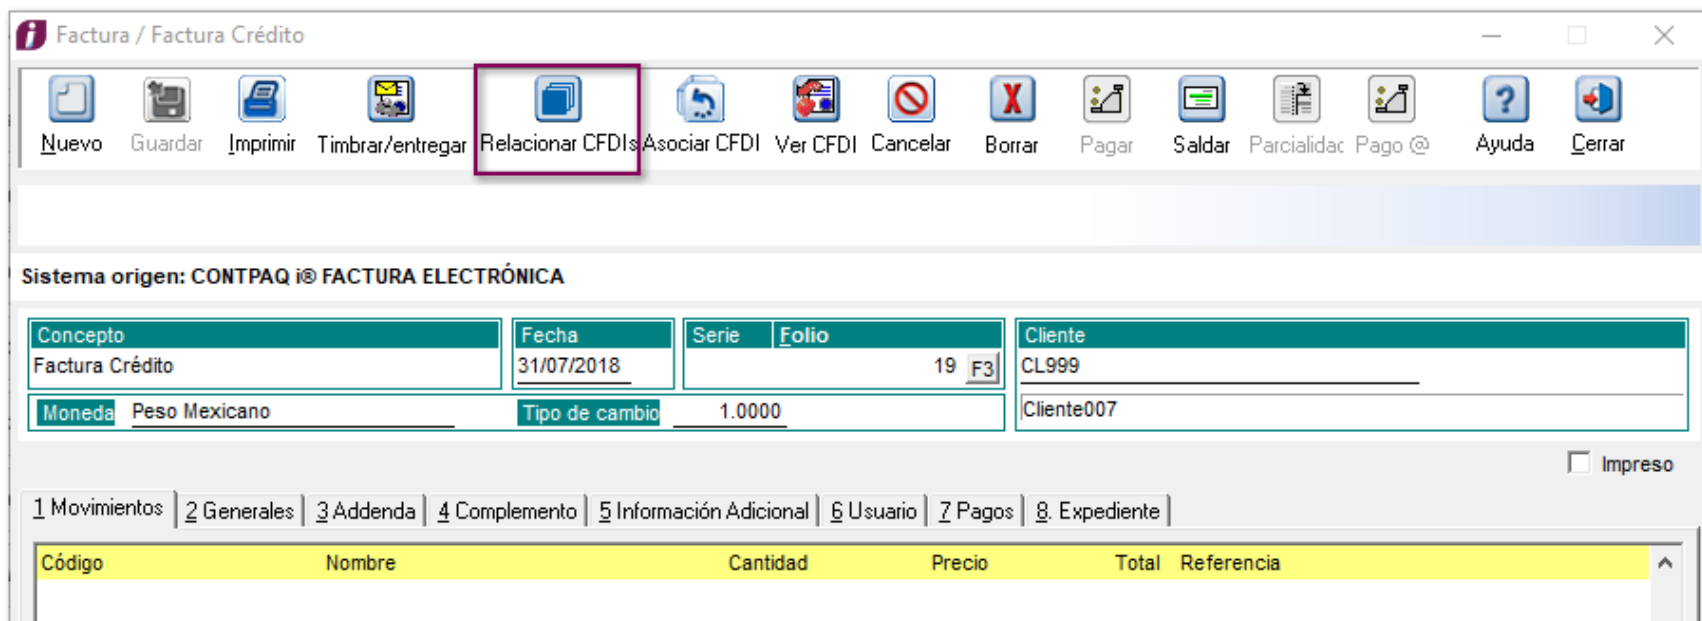 Factura / Factura Crédito
Nuevo Guardar Imprimir Timbrar/entregar Relacionar CFDIs Asociar CFDI Ver CFDI Cancelar Borrar Pagar Saldar Parcialidac Pago @ Ayuda Cerrar
Sistema origen: CONTPAQ i® FACTURA ELECTRÓNICA
Concepto Fecha Serie Folio Cliente
Factura Crédito 31/07/2018 19 F3 CL999
Moneda Peso Mexicano Tipo de cambio 1.0000 Cliente007
Impreso
1 Movimientos 2 Generales 3 Addenda 4 Complemento 5 Información Adicional 6 Usuario 7 Pagos 8. Expediente
Código Nombre Cantidad Precio Total Referencia